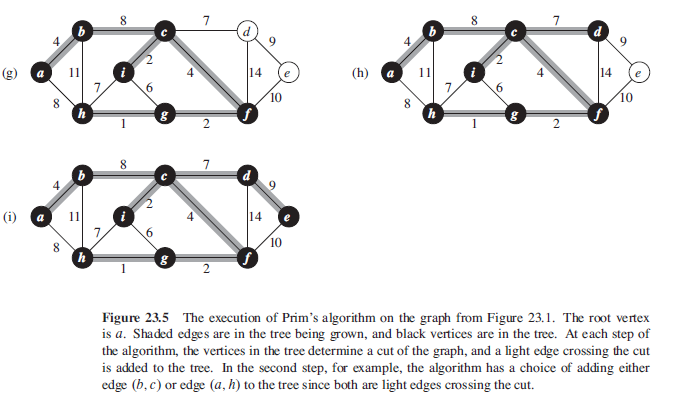 8 7
b c d
4 9
2
(g) a 11 i 4 14 e
7 6
8 10
h g f
1 2
8 7
b c d
4 9
2
(h) a 11 i 4 14 e
7 6
8 10
h g f
1 2
8 7
b c d
4 9
2
(i) a 11 i 4 14 e
7 6
8 10
h g f
1 2
Figure 23.5 The execution of Prim's algorithm on the graph from Figure 23.1. The root vertex
is a. Shaded edges are in the tree being grown, and black vertices are in the tree. At each step of
the algorithm, the vertices in the tree determine a cut of the graph, and a light edge crossing the cut
is added to the tree. In the second step, for example, the algorithm has a choice of adding either
edge (b, c) or edge (a, h) to the tree since both are light edges crossing the cut.